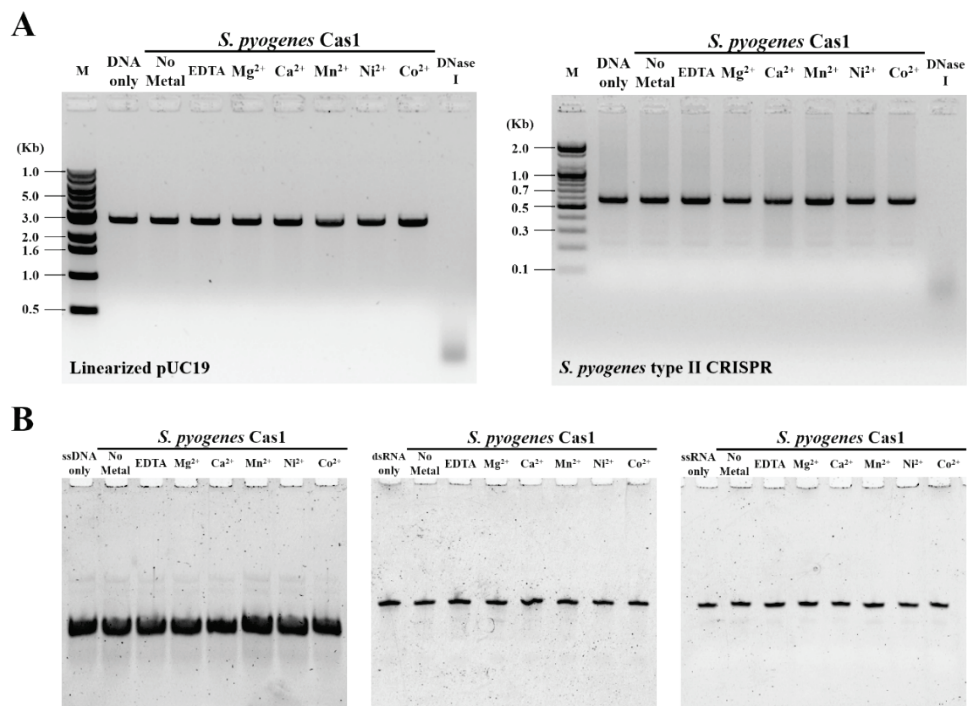 A
S. pyogenes Cas1
M DNA only No Metal EDTA Mg²⁺ Ca²⁺ Mn²⁺ Ni²⁺ Co²⁺ DNase I
(Kb)
1.0
5.0
3.0
2.0
1.6
1.0
0.5
Linearized pUC19
S. pyogenes Cas1
M DNA only No Metal EDTA Mg²⁺ Ca²⁺ Mn²⁺ Ni²⁺ Co²⁺ DNase I
(Kb)
2.0
1.0
0.7
0.5
0.3
0.1
S. pyogenes type II CRISPR
B
S. pyogenes Cas1
ssDNA only No Metal EDTA Mg²⁺ Ca²⁺ Mn²⁺ Ni²⁺ Co²⁺
S. pyogenes Cas1
dsRNA only No Metal EDTA Mg²⁺ Ca²⁺ Mn²⁺ Ni²⁺ Co²⁺
S. pyogenes Cas1
ssRNA only No Metal EDTA Mg²⁺ Ca²⁺ Mn²⁺ Ni²⁺ Co²⁺